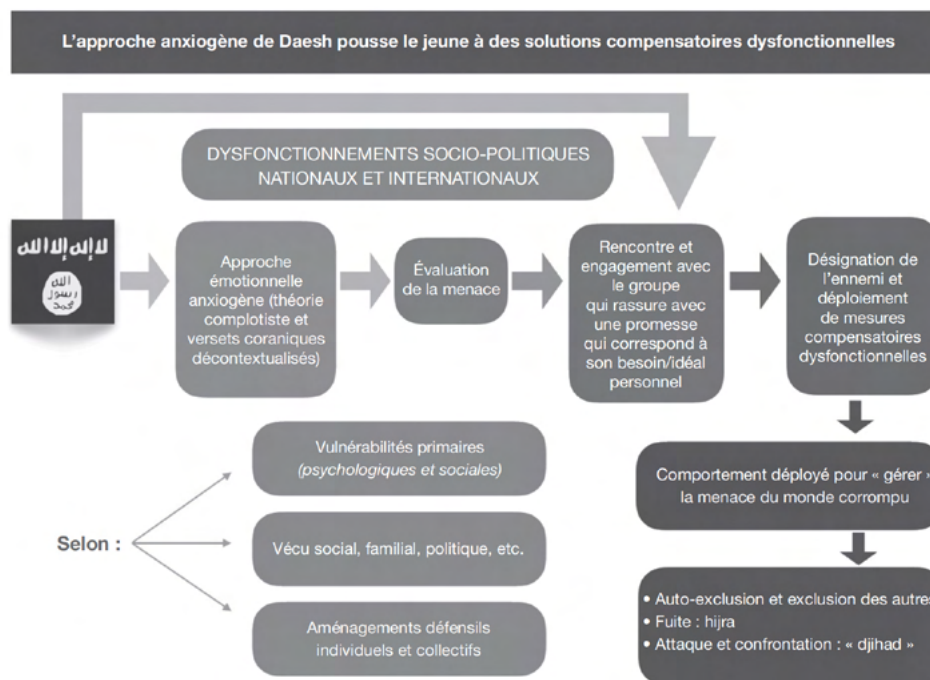 L'approche anxiogène de Daesh pousse le jeune à des solutions compensatoires dysfonctionnelles
DYSFONCTIONNEMENTS SOCIO-POLITIQUES
NATIONAUX ET INTERNATIONAUX
لا إله إلا الله
الله
رسول
محمد
Approche
émotionnelle
anxiogène (théorie
complotiste et
versets coraniques
décontextualisés)
Évaluation
de la menace
Rencontre et
engagement avec
le groupe
qui rassure avec
une promesse
qui correspond à
son besoin/idéal
personnel
Désignation de
l'ennemi et
déploiement
de mesures
compensatoires
dysfonctionnelles
Selon :
Vulnérabilités primaires
(psychologiques et sociales)
Vécu social, familial, politique, etc.
Aménagements défensils
individuels et collectifs
Comportement déployé pour « gérer »
la menace du monde corrompu
• Auto-exclusion et exclusion des autres
• Fuite : hijra
• Attaque et confrontation : « djihad »